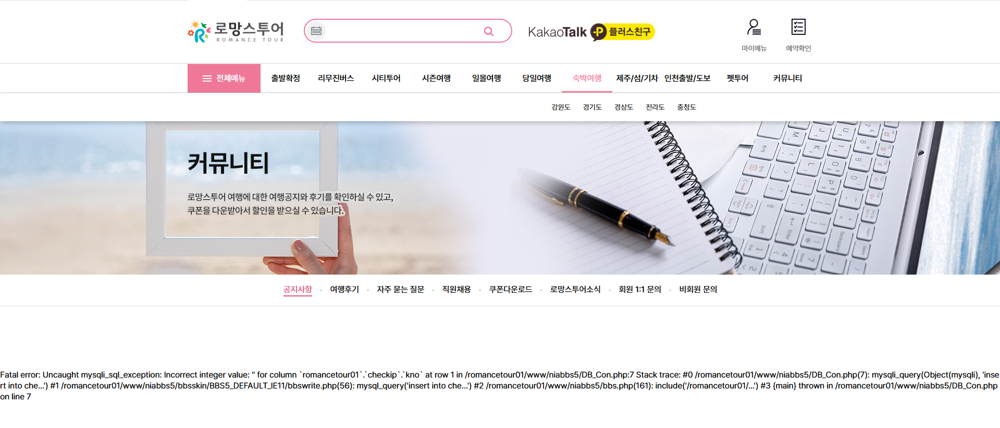 로망스투어
ROMANCE TOUR
KakaoTalk P 플러스친구
마이메뉴
예약확인
전체메뉴
출발확정
리무진버스
시티투어
시즌여행
일몰여행
당일여행
숙박여행
제주/섬/기차
인천출발/도보
펫투어
커뮤니티
강원도
경기도
경상도
전라도
충청도
커뮤니티
로망스투어 여행에 대한 여행공지와 후기를 확인하실 수 있고,
쿠폰을 다운받아서 할인을 받으실 수 있습니다.
공지사항
여행후기
자주 묻는 질문
직원채용
쿠폰다운로드
로망스투어소식
회원 1:1 문의
비회원 문의
Fatal error: Uncaught mysqli_sql_exception: Incorrect integer value: '' for column `romancetour01`.`checkip`.`kno` at row 1 in /romancetour01/www/niabbs5/DB_Con.php:7 Stack trace: #0 /romancetour01/www/niabbs5/DB_Con.php(7): mysqli_query(Object(mysqli), 'inse
rt into che...') #1 /romancetour01/www/niabbs5/bbsskin/BBS5_DEFAULT_IE11/bbswrite.php(56): mysql_query('insert into che...') #2 /romancetour01/www/niabbs5/bbs.php(161): include('/romancetour01/...') #3 {main} thrown in /romancetour01/www/niabbs5/DB_Con.php
on line 7